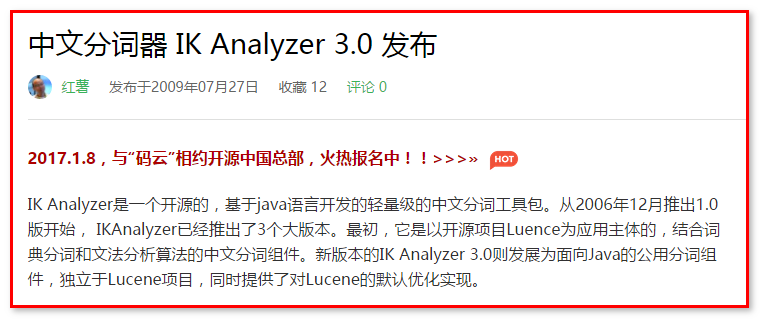 中文分词器 IK Analyzer 3.0 发布
红薯 发布于2009年07月27日 收藏 12 评论 0
2017.1.8，与“码云”相约开源中国总部，火热报名中！！>>>» HOT
IK Analyzer是一个开源的，基于java语言开发的轻量级的中文分词工具包。从2006年12月推出1.0
版开始， IKAnalyzer已经推出了3个大版本。最初，它是以开源项目Luence为应用主体的，结合词
典分词和文法分析算法的中文分词组件。新版本的IK Analyzer 3.0则发展为面向Java的公用分词组
件，独立于Lucene项目，同时提供了对Lucene的默认优化实现。